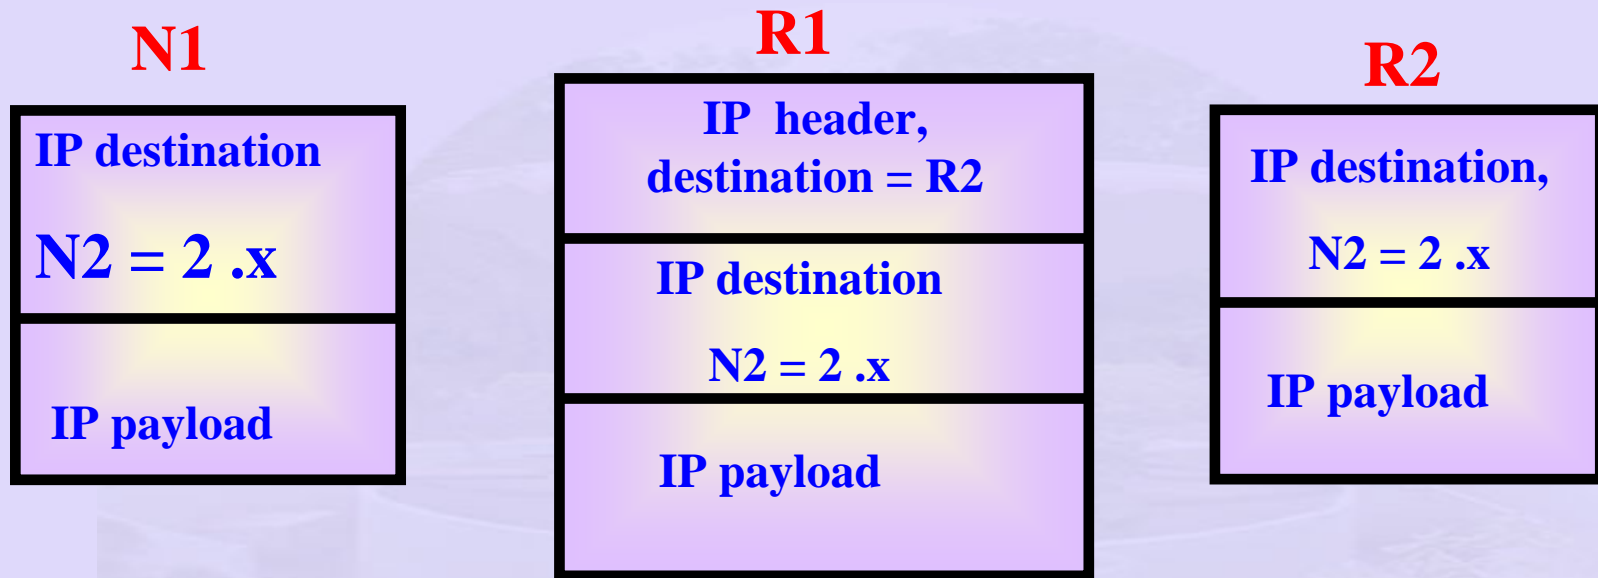 N1
IP destination
N2 = 2 .x
IP payload
R1
IP header,
destination = R2
IP destination
N2 = 2 .x
IP payload
R2
IP destination,
N2 = 2 .x
IP payload